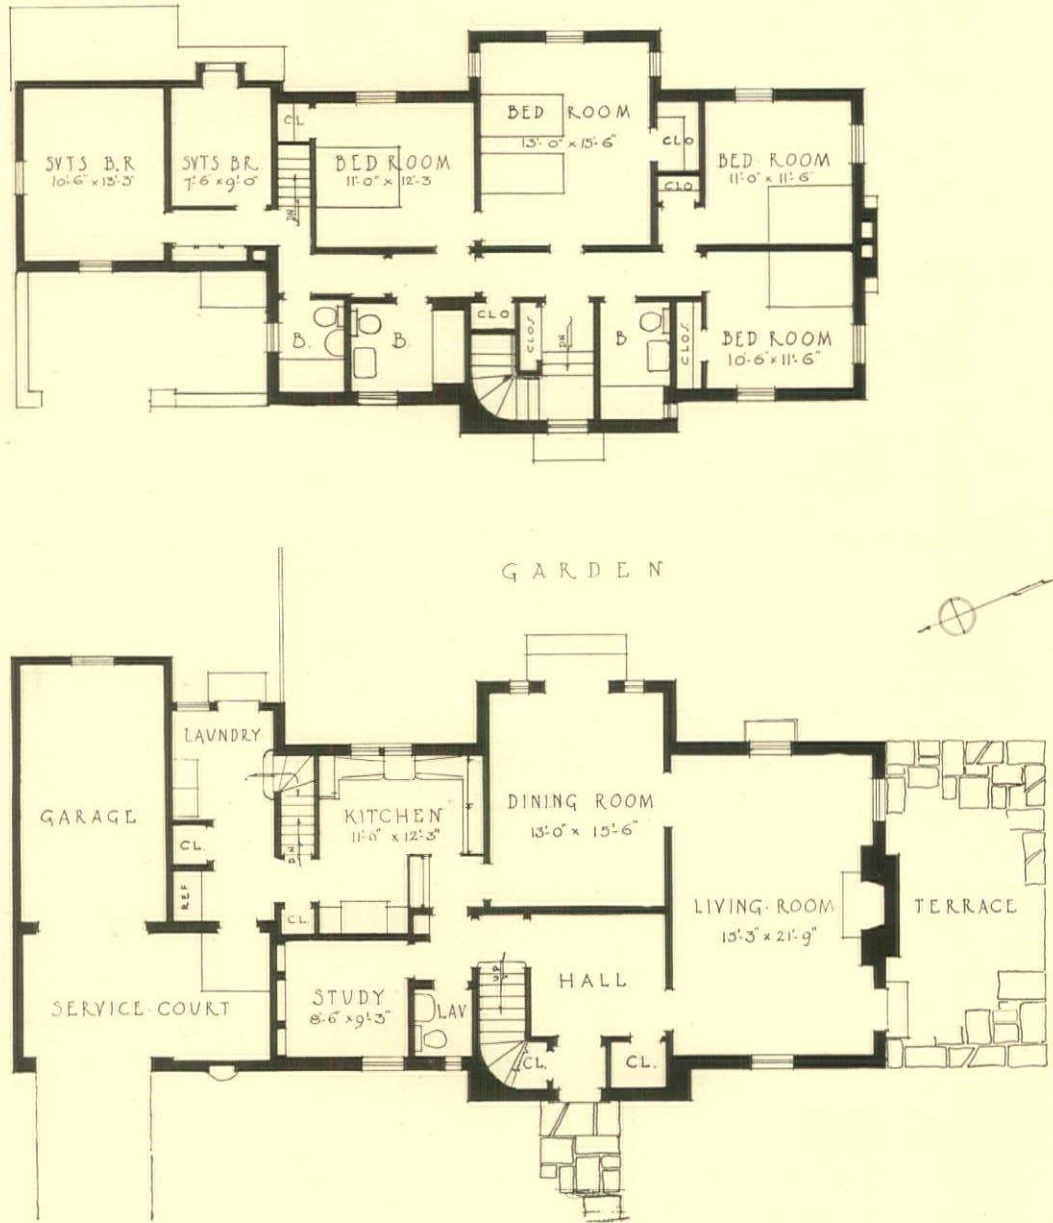 BED ROOM
13'-0" x 15'-6"
CL
CLO
SVTS B.R
10'-6" x 13'-3"
SVTS BR.
7'-6" x 9'-0"
BED ROOM
11'-0" x 12'-3
BED ROOM
11'-0" x 11'-6"
CLO
DN
B.
B.
CLO
CLOS
DN
B
CLOS.
BED ROOM
10'-6" x 11'-6"
GARDEN
LAUNDRY
GARAGE
KITCHEN
11'-0" x 12'-3"
DINING ROOM
13'-0" x 15'-6"
CL.
DN
REF
CL.
LIVING·ROOM
15'-3" x 21'-9"
TERRACE
UP
HALL
STUDY
8'-6" x 9'-3"
LAV
SERVICE·COURT
CL.
CL.